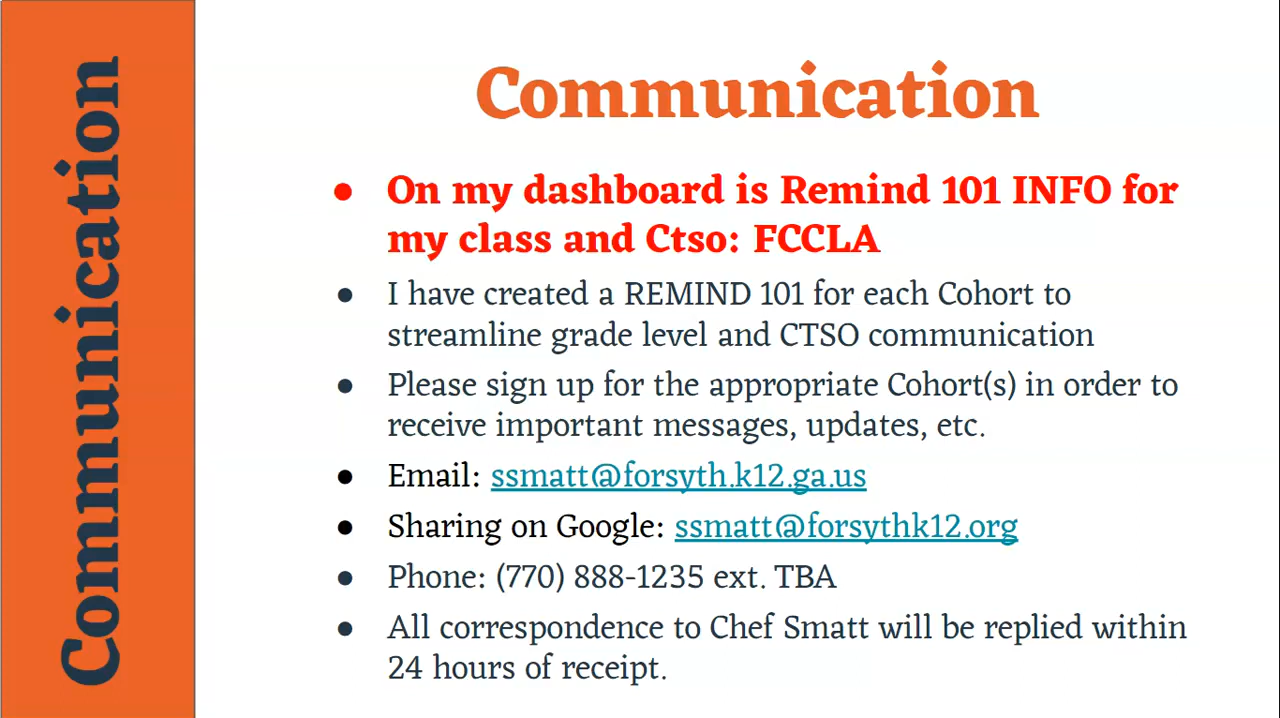 Communication
Communication
• On my dashboard is Remind 101 INFO for
my class and Ctso: FCCLA
• I have created a REMIND 101 for each Cohort to
streamline grade level and CTSO communication
• Please sign up for the appropriate Cohort(s) in order to
receive important messages, updates, etc.
• Email: ssmatt@forsyth.k12.ga.us
• Sharing on Google: ssmatt@forsythk12.org
• Phone: (770) 888-1235 ext. TBA
• All correspondence to Chef Smatt will be replied within
24 hours of receipt.